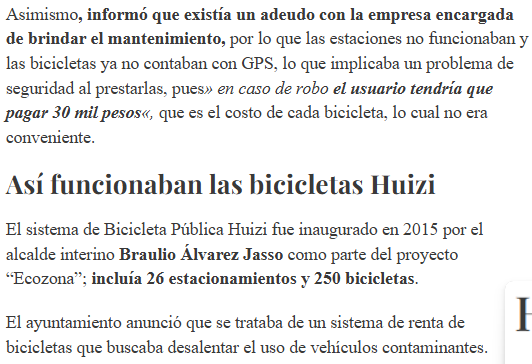 Asimismo, informó que existía un adeudo con la empresa encargada
de brindar el mantenimiento, por lo que las estaciones no funcionaban y
las bicicletas ya no contaban con GPS, lo que implicaba un problema de
seguridad al prestarlas, pues» en caso de robo el usuario tendría que
pagar 30 mil pesos«, que es el costo de cada bicicleta, lo cual no era
conveniente.
Así funcionaban las bicicletas Huizi
El sistema de Bicicleta Pública Huizi fue inaugurado en 2015 por el
alcalde interino Braulio Álvarez Jasso como parte del proyecto
“Ecozona”; incluía 26 estacionamientos y 250 bicicletas.
El ayuntamiento anunció que se trataba de un sistema de renta de
bicicletas que buscaba desalentar el uso de vehículos contaminantes.